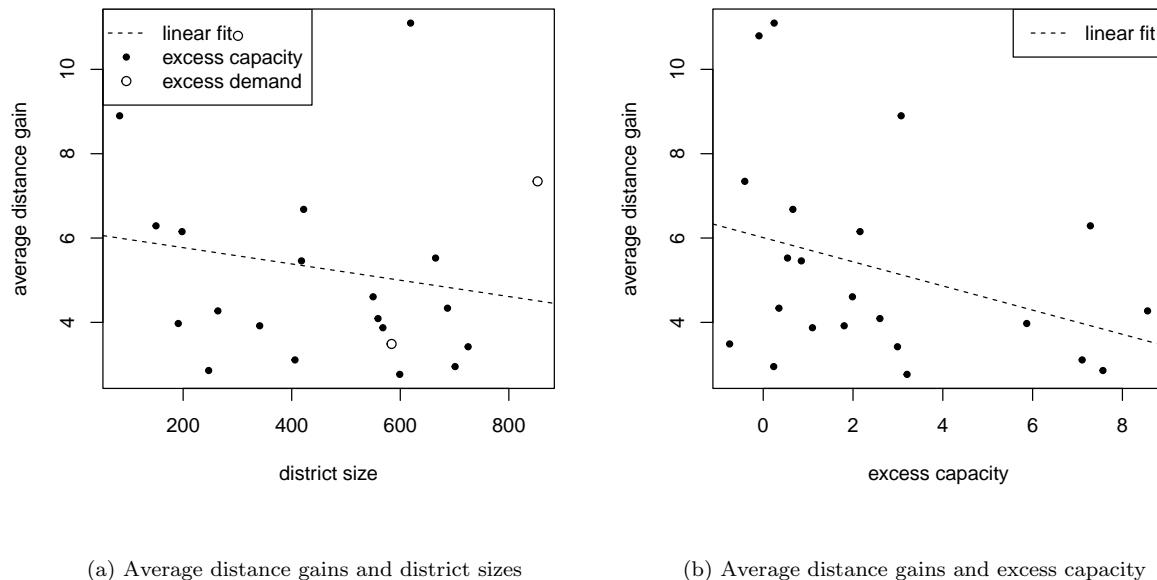 linear fit
excess capacity
excess demand
average distance gain
4
6
8
10
200
400
600
800
district size
(a) Average distance gains and district sizes
linear fit
average distance gain
4
6
8
10
0
2
4
6
8
excess capacity
(b) Average distance gains and excess capacity